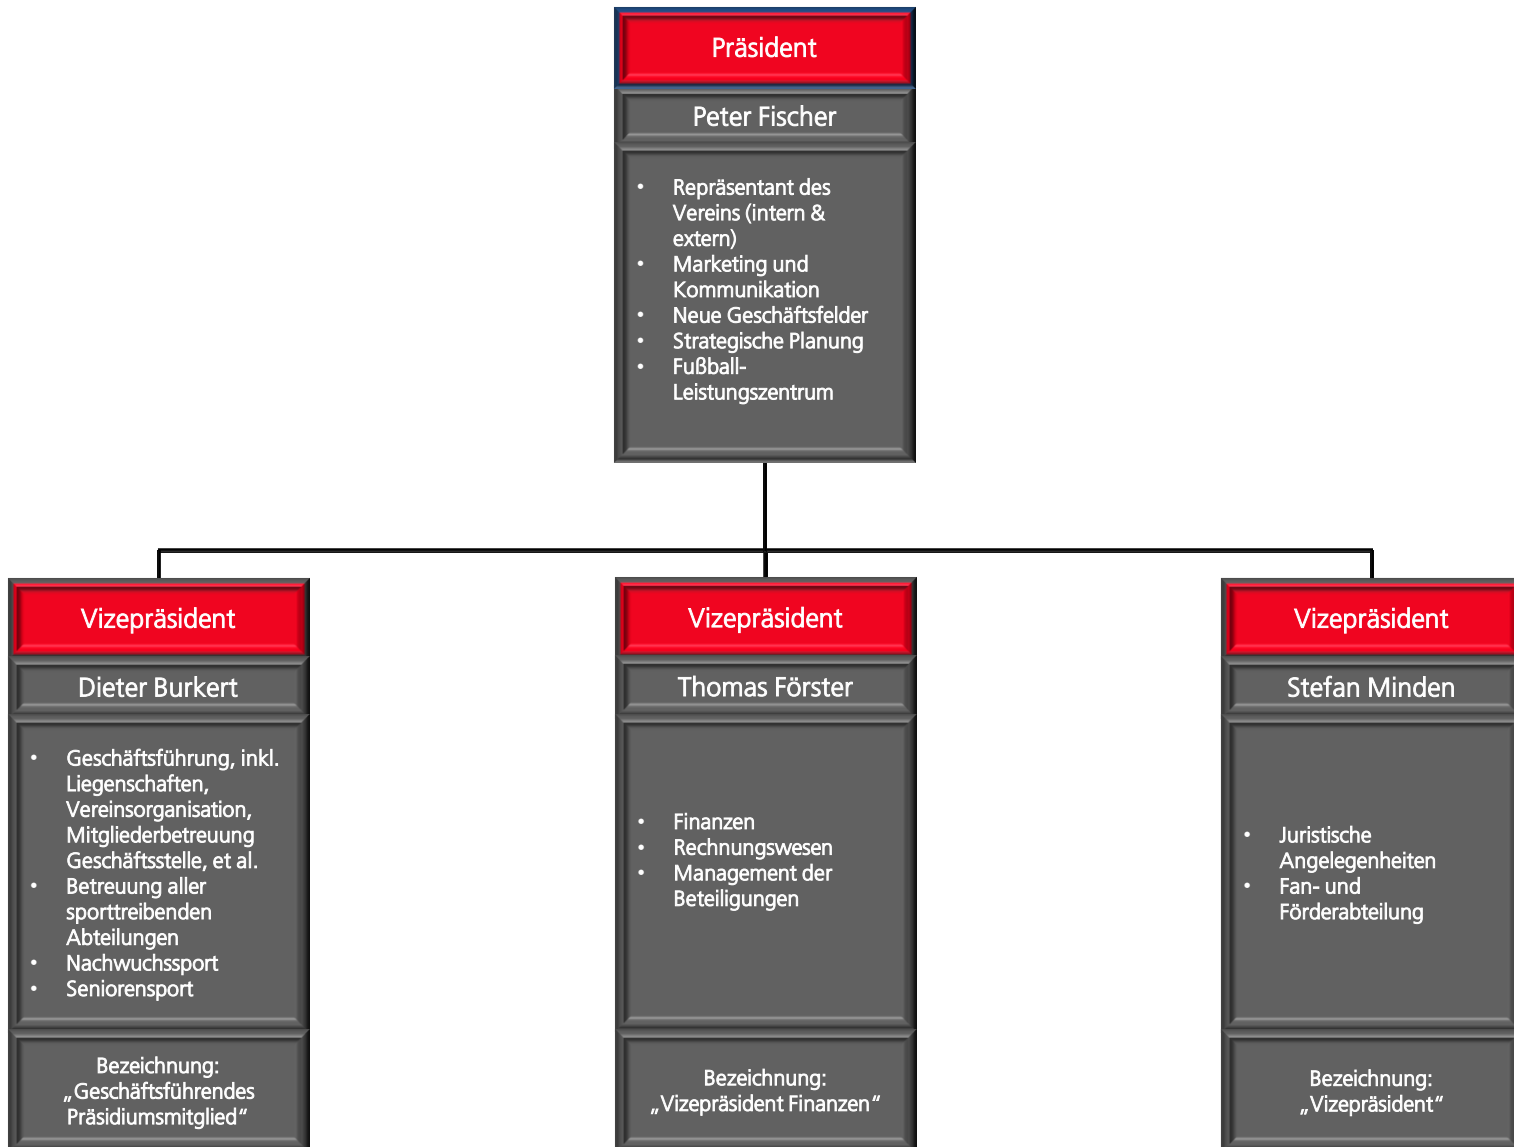 Präsident
Peter Fischer
• Repräsentant des
Vereins (intern &
extern)
• Marketing und
Kommunikation
• Neue Geschäftsfelder
• Strategische Planung
• Fußball-
Leistungszentrum
Vizepräsident
Dieter Burkert
• Geschäftsführung, inkl.
Liegenschaften,
Vereinsorganisation,
Mitgliederbetreuung
Geschäftsstelle, et al.
• Betreuung aller
sporttreibenden
Abteilungen
• Nachwuchssport
• Seniorensport
Bezeichnung:
„Geschäftsführendes
Präsidiumsmitglied“
Vizepräsident
Thomas Förster
• Finanzen
• Rechnungswesen
• Management der
Beteiligungen
Bezeichnung:
„Vizepräsident Finanzen“
Vizepräsident
Stefan Minden
• Juristische
Angelegenheiten
• Fan- und
Förderabteilung
Bezeichnung:
„Vizepräsident“